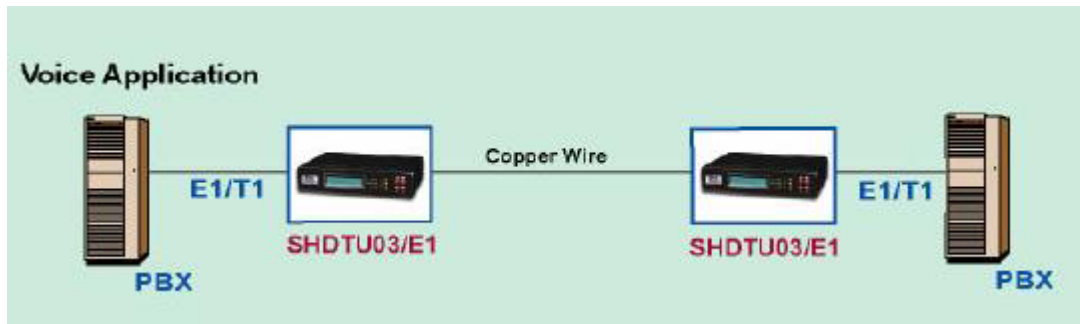 Voice Application
Copper Wire
E1/T1
E1/T1
SHDTU03/E1
SHDTU03/E1
PBX
PBX